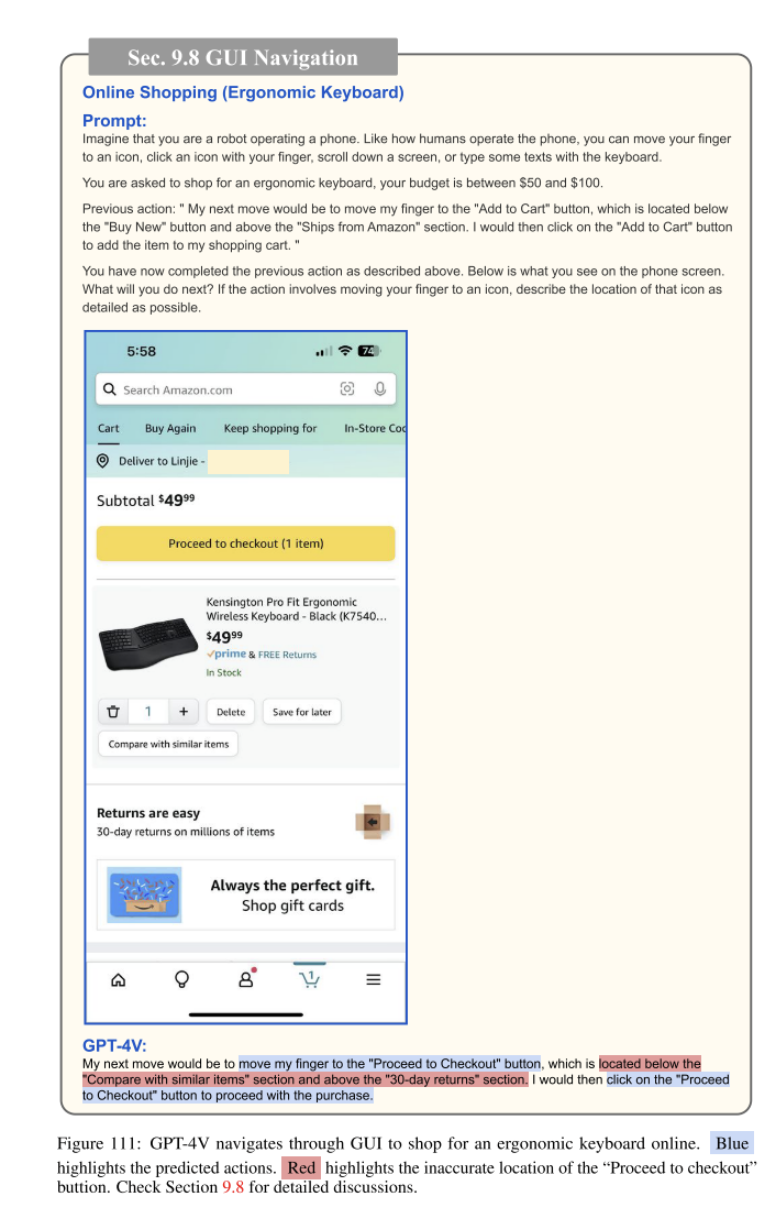 Sec. 9.8 GUI Navigation
Online Shopping (Ergonomic Keyboard)
Prompt:
Imagine that you are a robot operating a phone. Like how humans operate the phone, you can move your finger
to an icon, click an icon with your finger, scroll down a screen, or type some texts with the keyboard.
You are asked to shop for an ergonomic keyboard, your budget is between $50 and $100.
Previous action: " My next move would be to move my finger to the "Add to Cart" button, which is located below
the "Buy New" button and above the "Ships from Amazon" section. I would then click on the "Add to Cart" button
to add the item to my shopping cart. "
You have now completed the previous action as described above. Below is what you see on the phone screen.
What will you do next? If the action involves moving your finger to an icon, describe the location of that icon as
detailed as possible.
5:58 74
Search Amazon.com
Cart Buy Again Keep shopping for In-Store Coo
Deliver to Linjie -
Subtotal $49⁹⁹
Proceed to checkout (1 item)
Kensington Pro Fit Ergonomic
Wireless Keyboard - Black (K7540...
$49⁹⁹
prime & FREE Returns
In Stock
1 + Delete Save for later
Compare with similar items
Returns are easy
30-day returns on millions of items
Always the perfect gift.
Shop gift cards
1
GPT-4V:
My next move would be to move my finger to the "Proceed to Checkout" button, which is located below the
"Compare with similar items" section and above the "30-day returns" section. I would then click on the "Proceed
to Checkout" button to proceed with the purchase.
Figure 111: GPT-4V navigates through GUI to shop for an ergonomic keyboard online. Blue
highlights the predicted actions. Red highlights the inaccurate location of the “Proceed to checkout”
buttion. Check Section 9.8 for detailed discussions.